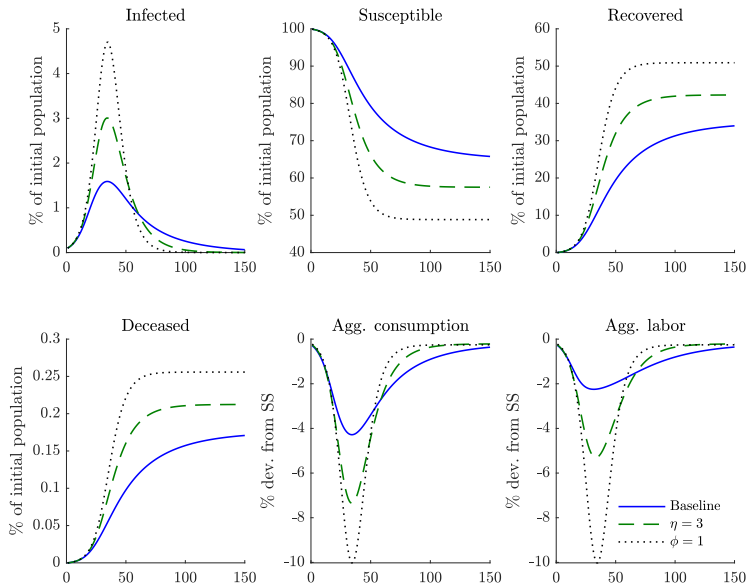 Infected
Susceptible
Recovered
% of initial population
5
4
3
2
1
0
0 50 100 150
% of initial population
100
90
80
70
60
50
40
0 50 100 150
% of initial population
60
50
40
30
20
10
0
0 50 100 150
Deceased
Agg. consumption
Agg. labor
% of initial population
0.3
0.25
0.2
0.15
0.1
0.05
0
0 50 100 150
% dev. from SS
0
-2
-4
-6
-8
-10
0 50 100 150
% dev. from SS
0
-2
-4
-6
-8
-10
0 50 100 150
Baseline
η = 3
ϕ = 1